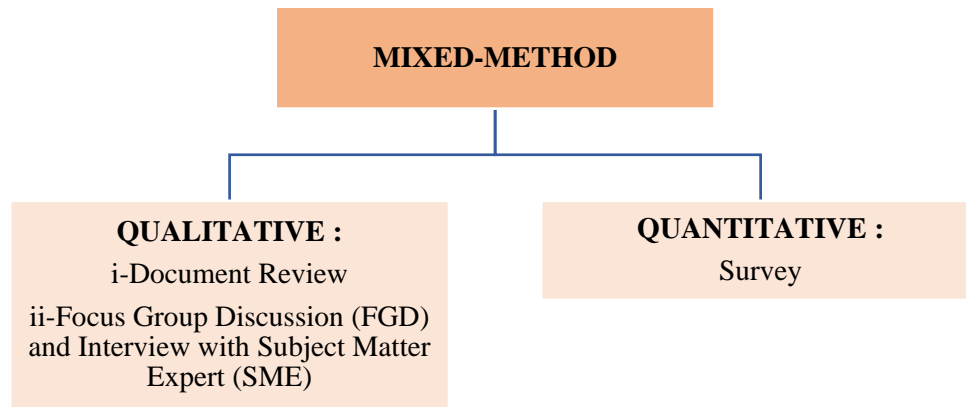 MIXED-METHOD
QUALITATIVE :
i-Document Review
ii-Focus Group Discussion (FGD)
and Interview with Subject Matter
Expert (SME)
QUANTITATIVE :
Survey